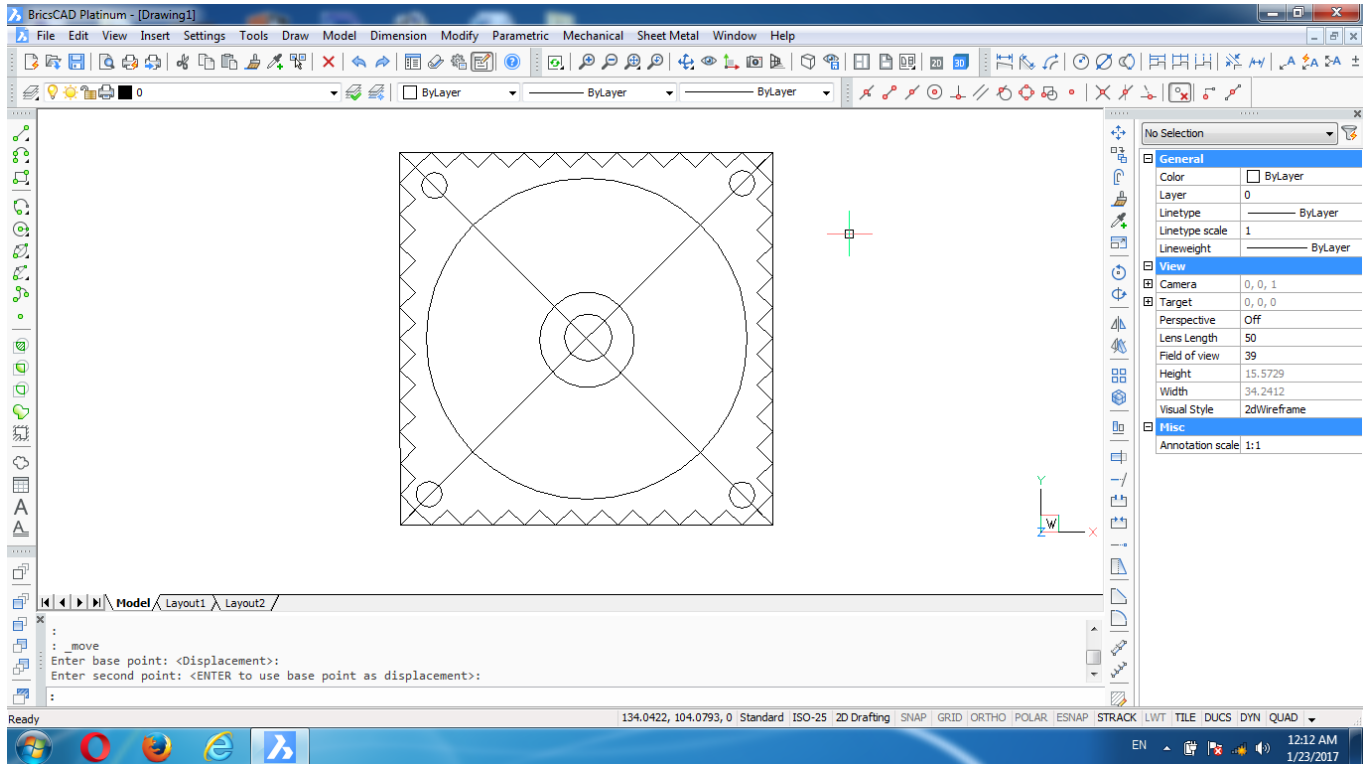 BricsCAD Platinum - [Drawing1]
File Edit View Insert Settings Tools Draw Model Dimension Modify Parametric Mechanical Sheet Metal Window Help
2D 3D A A A
0 ByLayer ByLayer ByLayer
No Selection
General
Color ByLayer
Layer 0
Linetype ByLayer
Linetype scale 1
Lineweight ByLayer
View
Camera 0, 0, 1
Target 0, 0, 0
Perspective Off
Lens Length 50
Field of view 39
Height 15.5729
Width 34.2412
Visual Style 2dWireframe
Misc
Annotation scale 1:1
A
A
Y
W
Z X
Model Layout1 Layout2
:
: _move
Enter base point: <Displacement>:
Enter second point: <ENTER to use base point as displacement>:
:
Ready 134.0422, 104.0793, 0 Standard ISO-25 2D Drafting SNAP GRID ORTHO POLAR ESNAP STRACK LWT TILE DUCS DYN QUAD
EN 12:12 AM
1/23/2017